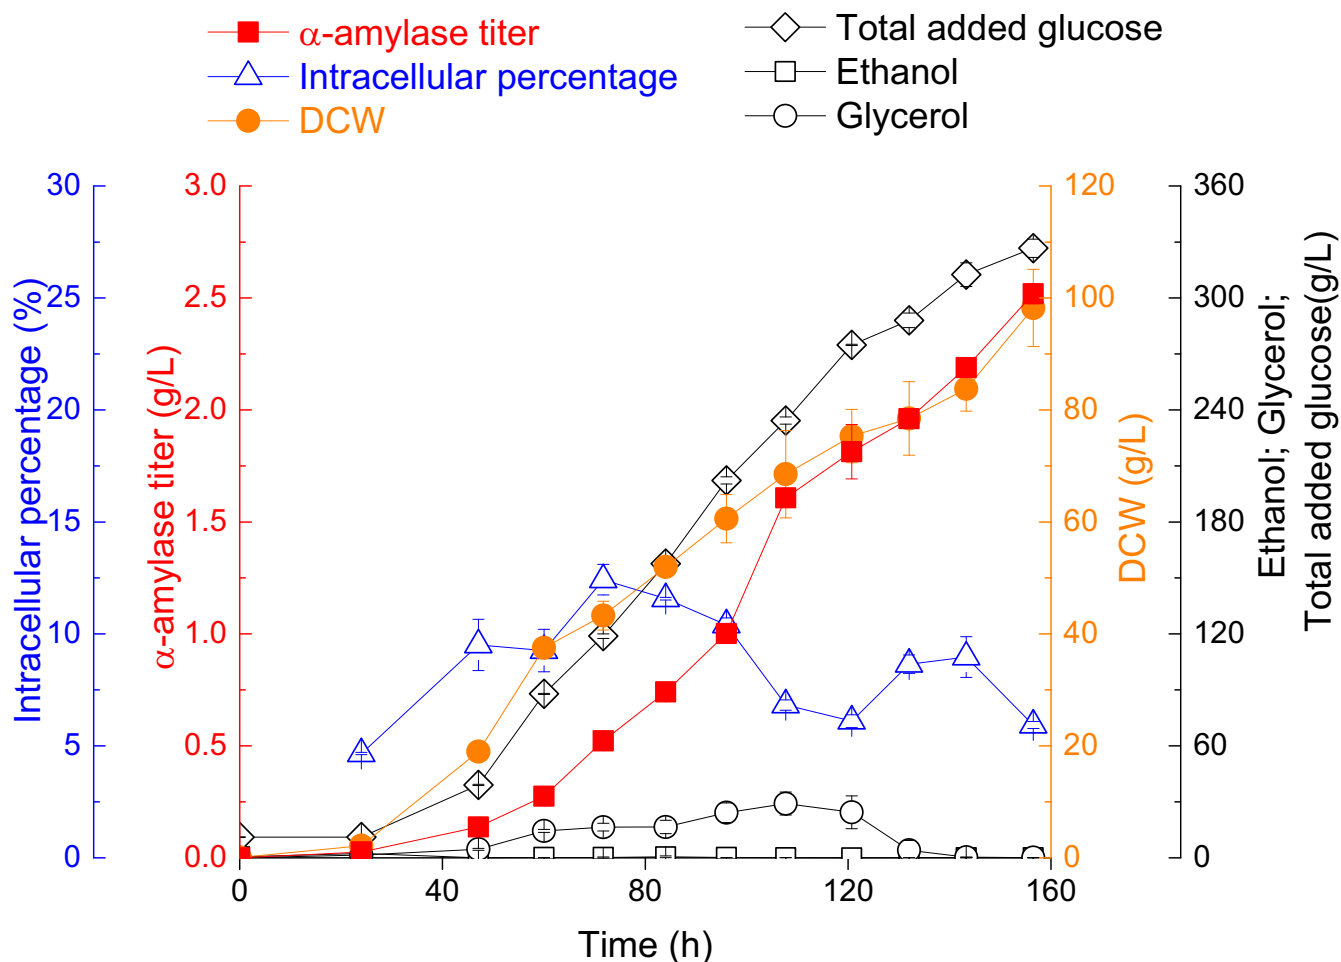 α-amylase titer
Intracellular percentage
DCW
Total added glucose
Ethanol
Glycerol
30
25
20
15
10
5
0
Intracellular percentage (%)
3.0
2.5
2.0
1.5
1.0
0.5
0.0
α-amylase titer (g/L)
120
100
80
60
40
20
0
DCW (g/L)
360
300
240
180
120
60
0
Ethanol; Glycerol;
Total added glucose(g/L)
0 40 80 120 160
Time (h)